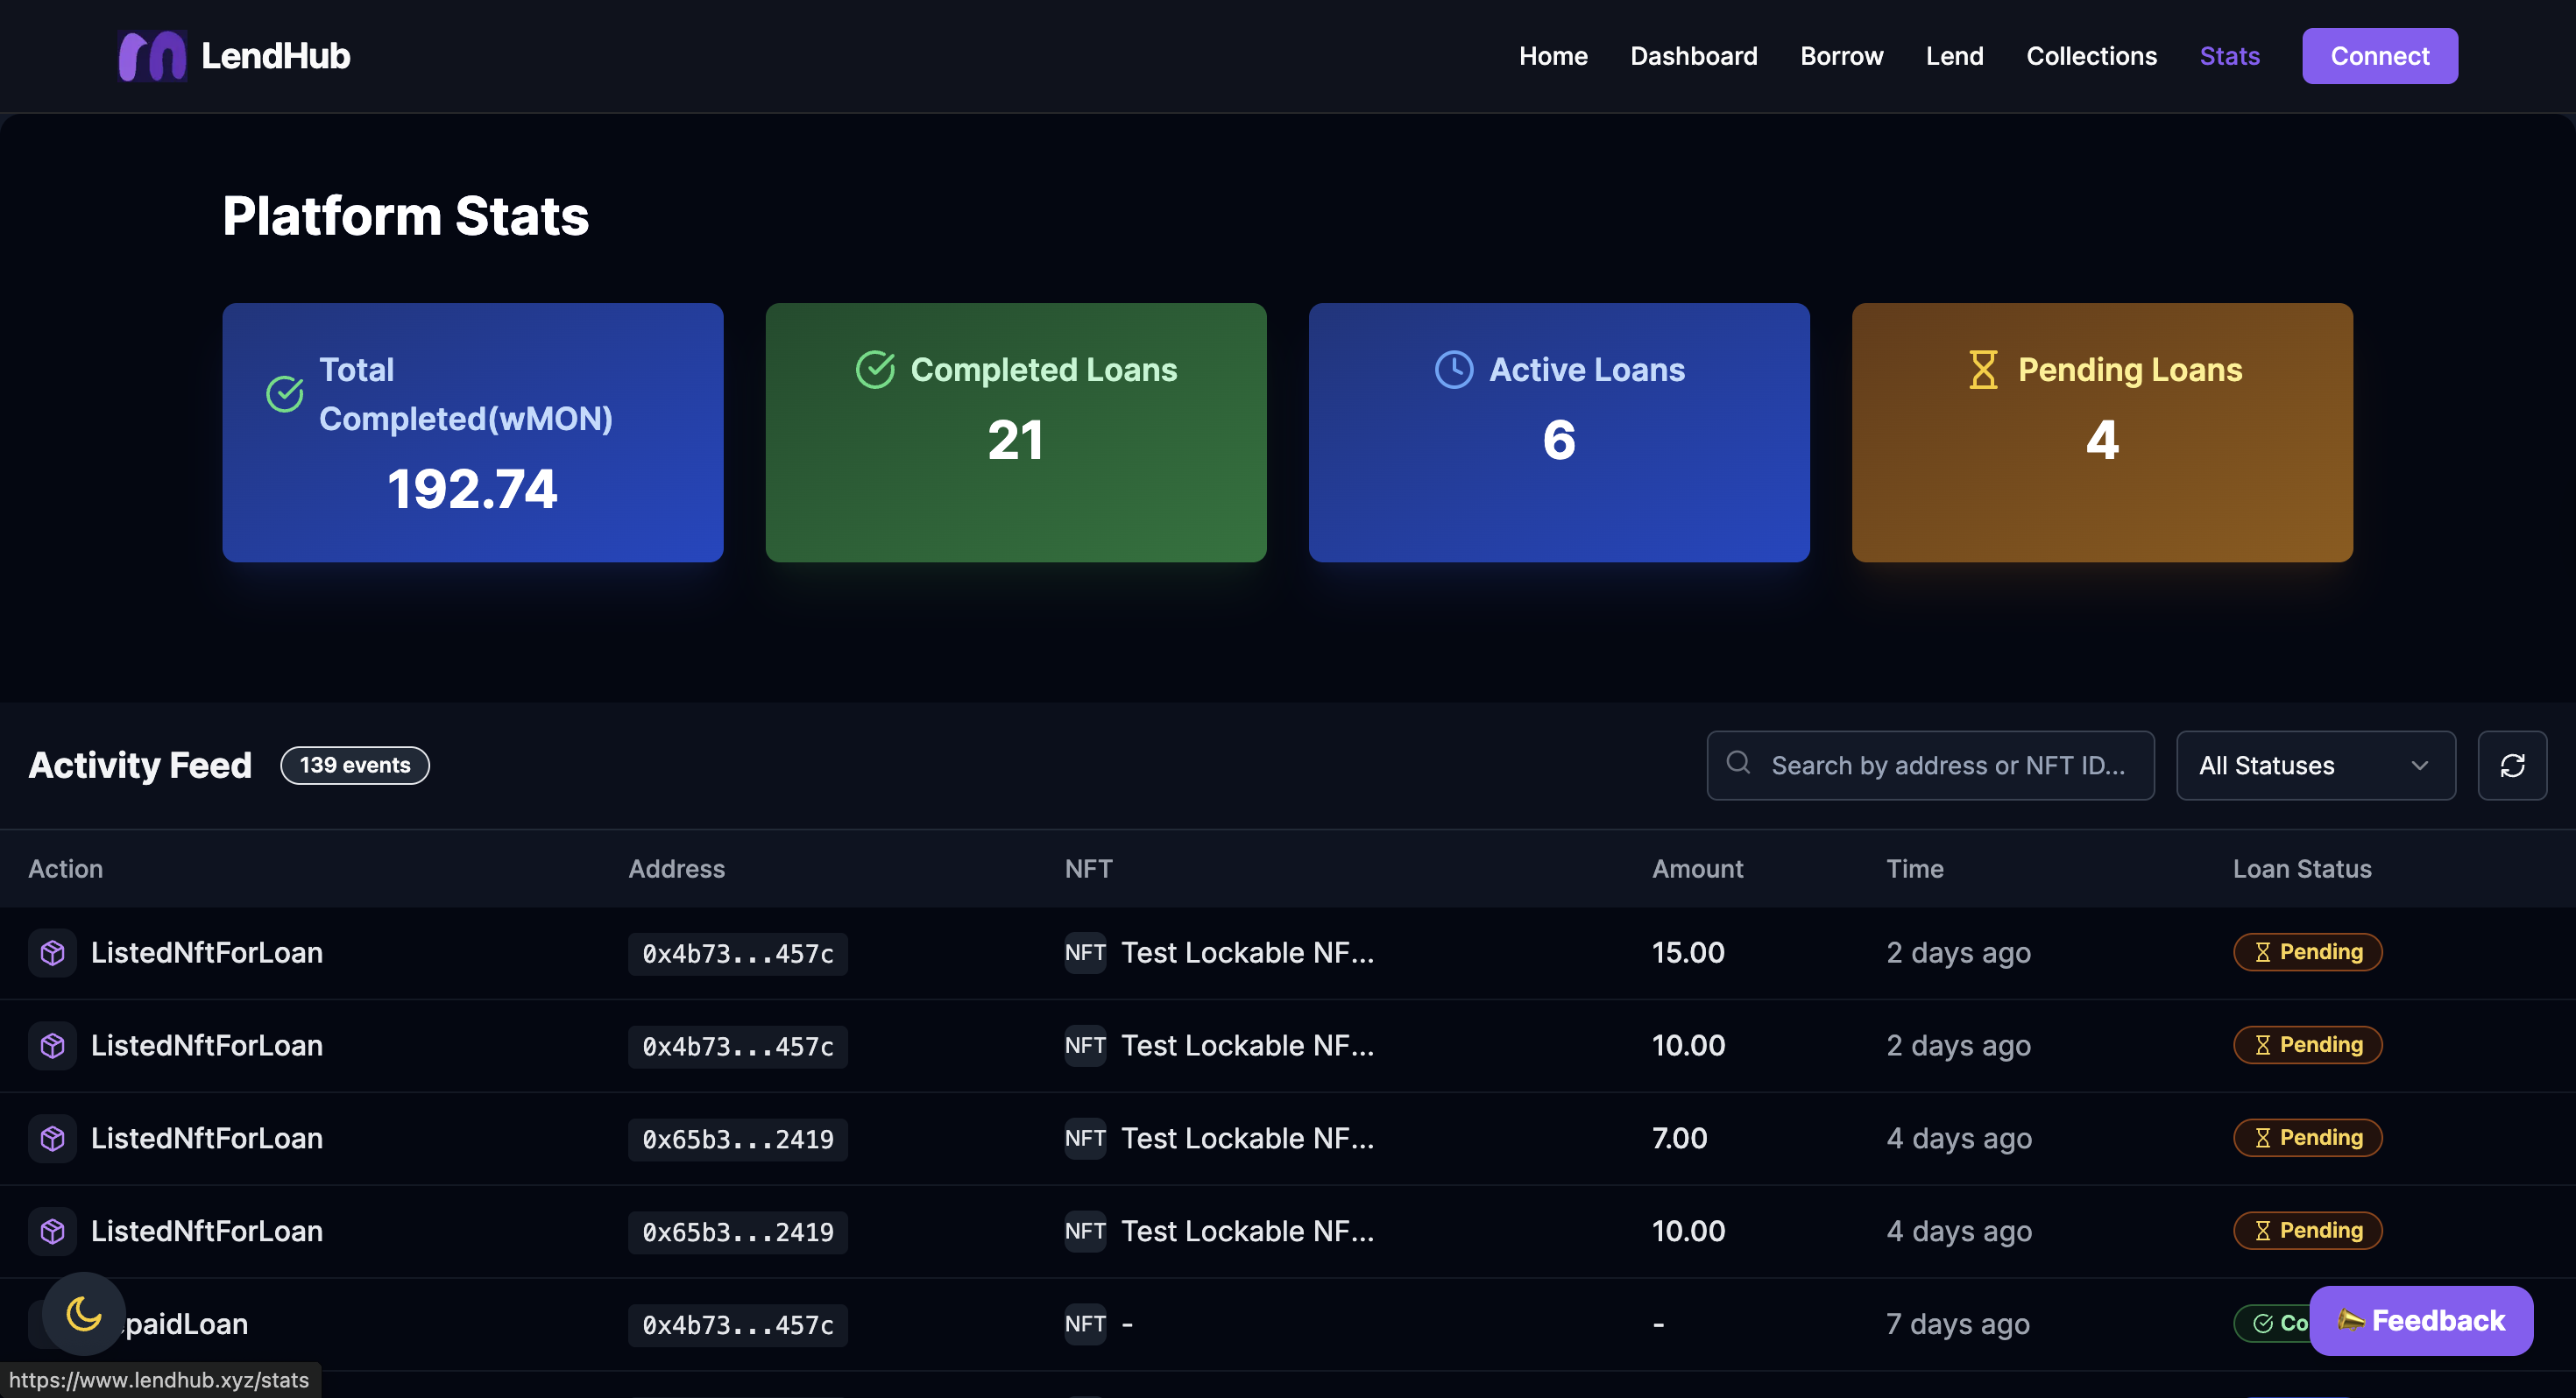 LendHub
Home Dashboard Borrow Lend Collections Stats Connect
Platform Stats
Total
Completed(wMON)
192.74
Completed Loans
21
Active Loans
6
Pending Loans
4
Activity Feed 139 events Search by address or NFT ID... All Statuses
Action Address NFT Amount Time Loan Status
ListedNftForLoan 0x4b73...457c NFT Test Lockable NF... 15.00 2 days ago Pending
ListedNftForLoan 0x4b73...457c NFT Test Lockable NF... 10.00 2 days ago Pending
ListedNftForLoan 0x65b3...2419 NFT Test Lockable NF... 7.00 4 days ago Pending
ListedNftForLoan 0x65b3...2419 NFT Test Lockable NF... 10.00 4 days ago Pending
paidLoan 0x4b73...457c NFT - - 7 days ago Co
Feedback
https://www.lendhub.xyz/stats